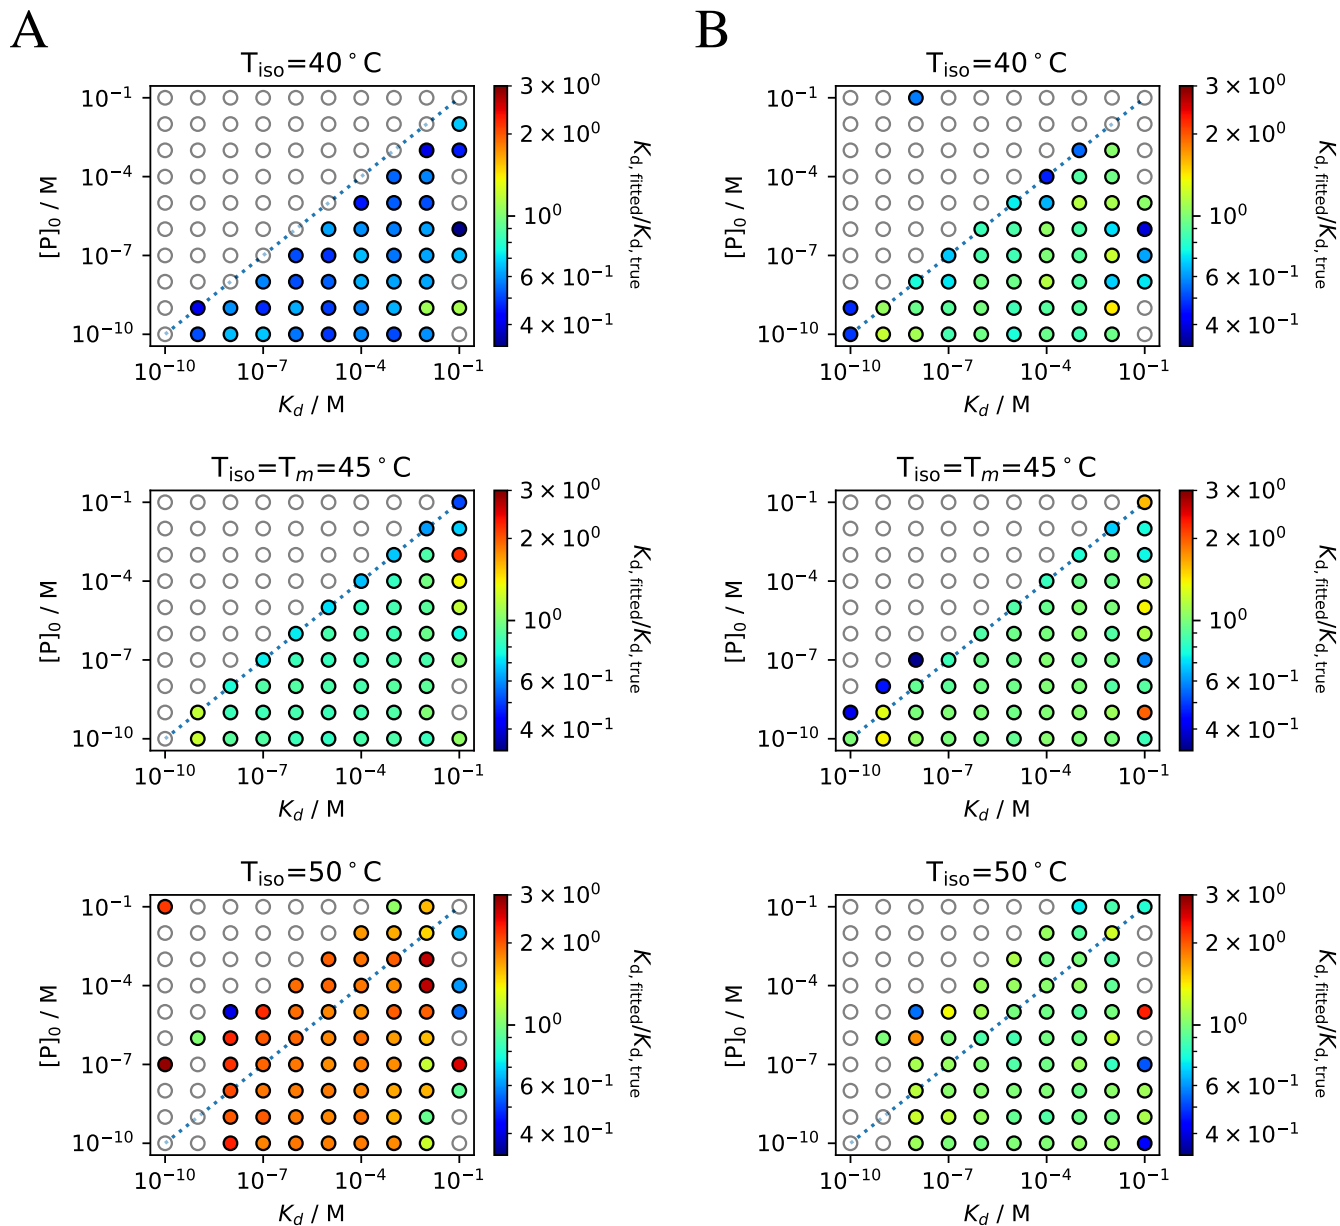 A
B
T_iso=40°C
10^-1
10^-4
10^-7
10^-10
[P]_0 / M
10^-10 10^-7 10^-4 10^-1
K_d / M
3 × 10^0
2 × 10^0
10^0
6 × 10^-1
4 × 10^-1
K_d, fitted/K_d, true
T_iso=40°C
10^-1
10^-4
10^-7
10^-10
[P]_0 / M
10^-10 10^-7 10^-4 10^-1
K_d / M
3 × 10^0
2 × 10^0
10^0
6 × 10^-1
4 × 10^-1
K_d, fitted/K_d, true
T_iso=T_m=45°C
10^-1
10^-4
10^-7
10^-10
[P]_0 / M
10^-10 10^-7 10^-4 10^-1
K_d / M
3 × 10^0
2 × 10^0
10^0
6 × 10^-1
4 × 10^-1
K_d, fitted/K_d, true
T_iso=T_m=45°C
10^-1
10^-4
10^-7
10^-10
[P]_0 / M
10^-10 10^-7 10^-4 10^-1
K_d / M
3 × 10^0
2 × 10^0
10^0
6 × 10^-1
4 × 10^-1
K_d, fitted/K_d, true
T_iso=50°C
10^-1
10^-4
10^-7
10^-10
[P]_0 / M
10^-10 10^-7 10^-4 10^-1
K_d / M
3 × 10^0
2 × 10^0
10^0
6 × 10^-1
4 × 10^-1
K_d, fitted/K_d, true
T_iso=50°C
10^-1
10^-4
10^-7
10^-10
[P]_0 / M
10^-10 10^-7 10^-4 10^-1
K_d / M
3 × 10^0
2 × 10^0
10^0
6 × 10^-1
4 × 10^-1
K_d, fitted/K_d, true